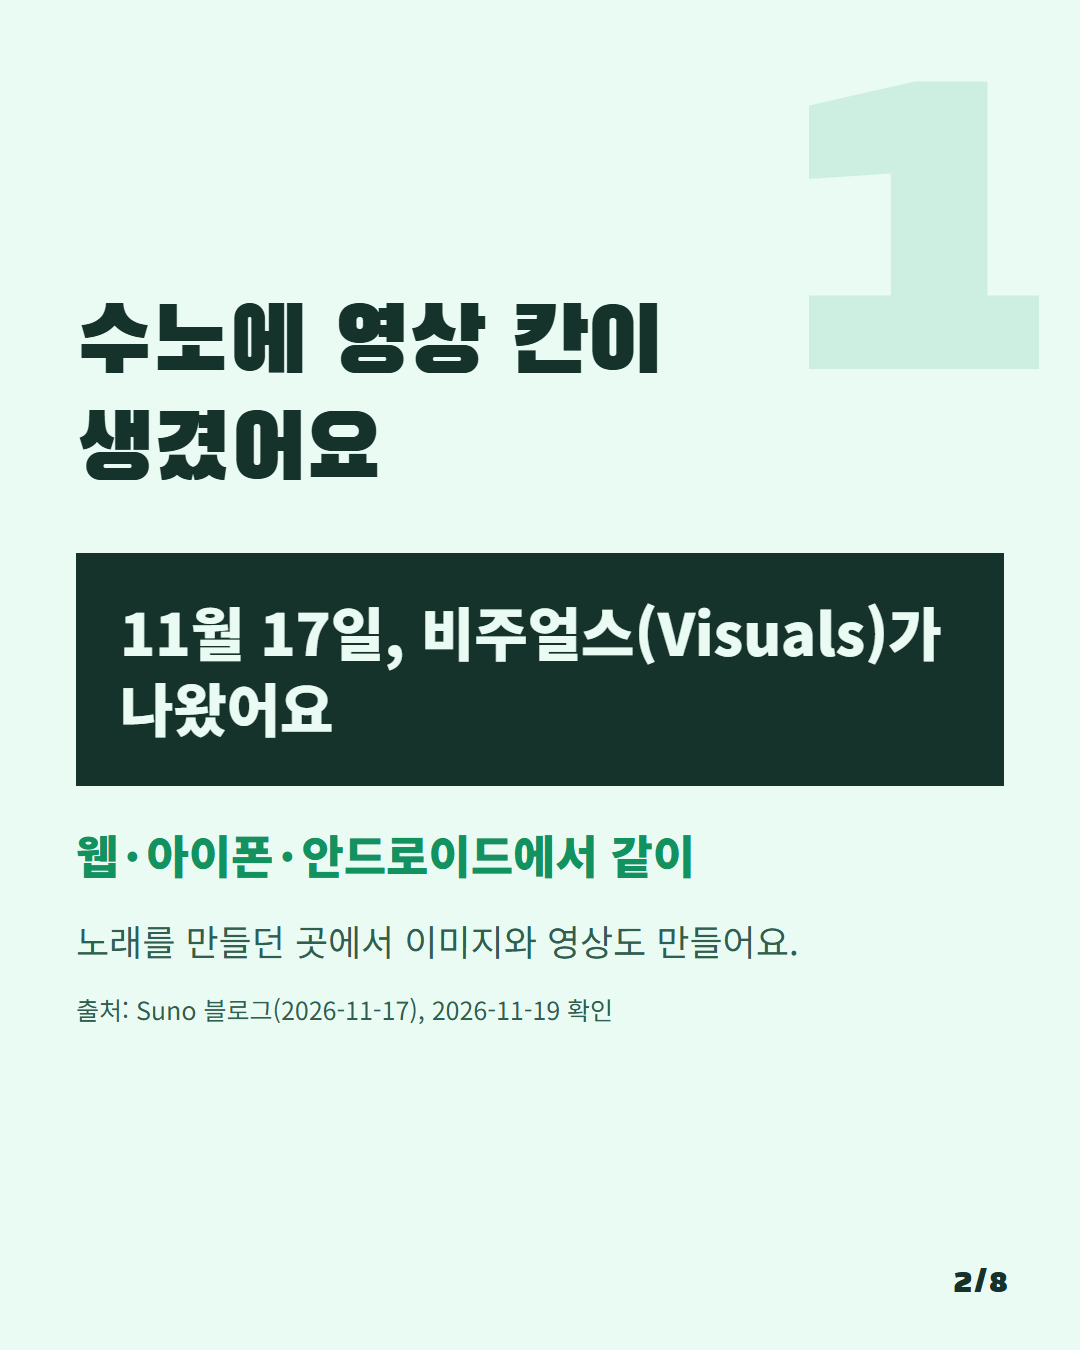 1
수노에 영상 칸이
생겼어요
11월 17일, 비주얼스(Visuals)가
나왔어요
웹·아이폰·안드로이드에서 같이
노래를 만들던 곳에서 이미지와 영상도 만들어요.
출처: Suno 블로그(2026-11-17), 2026-11-19 확인
2/8